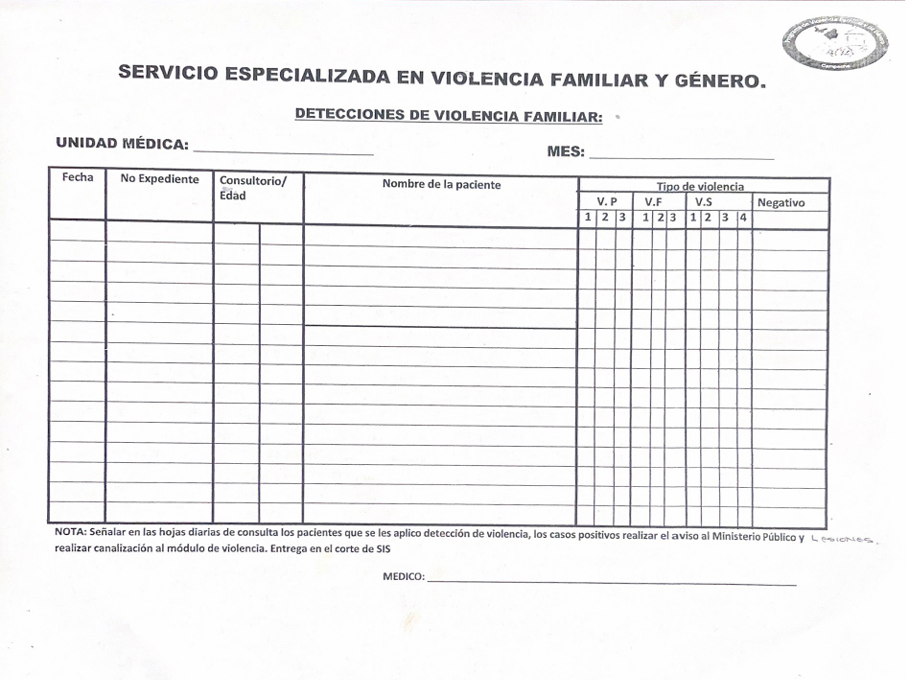 SERVICIO ESPECIALIZADA EN VIOLENCIA FAMILIAR Y GÉNERO.
DETECCIONES DE VIOLENCIA FAMILIAR:
UNIDAD MÉDICA:
MES:
Fecha
No Expediente
Consultorio/
Edad
Nombre de la paciente
Tipo de violencia
V. P
V.F
V.S
Negativo
1 2 3 1 2 3 1 2 3 4
NOTA: Señalar en las hojas diarias de consulta los pacientes que se les aplico detección de violencia, los casos positivos realizar el aviso al Ministerio Público y LESIONES.
realizar canalización al módulo de violencia. Entrega en el corte de SIS
MEDICO: